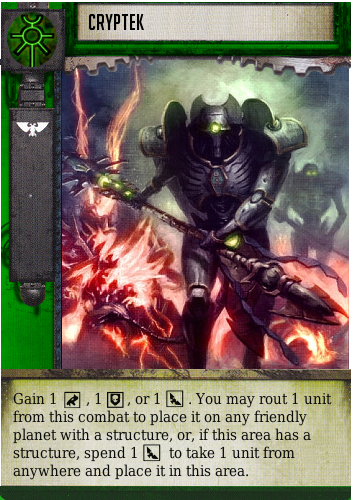 CRYPTEK
Gain 1 , 1 , or 1 . You may rout 1 unit
from this combat to place it on any friendly
planet with a structure, or, if this area has a
structure, spend 1 to take 1 unit from
anywhere and place it in this area.